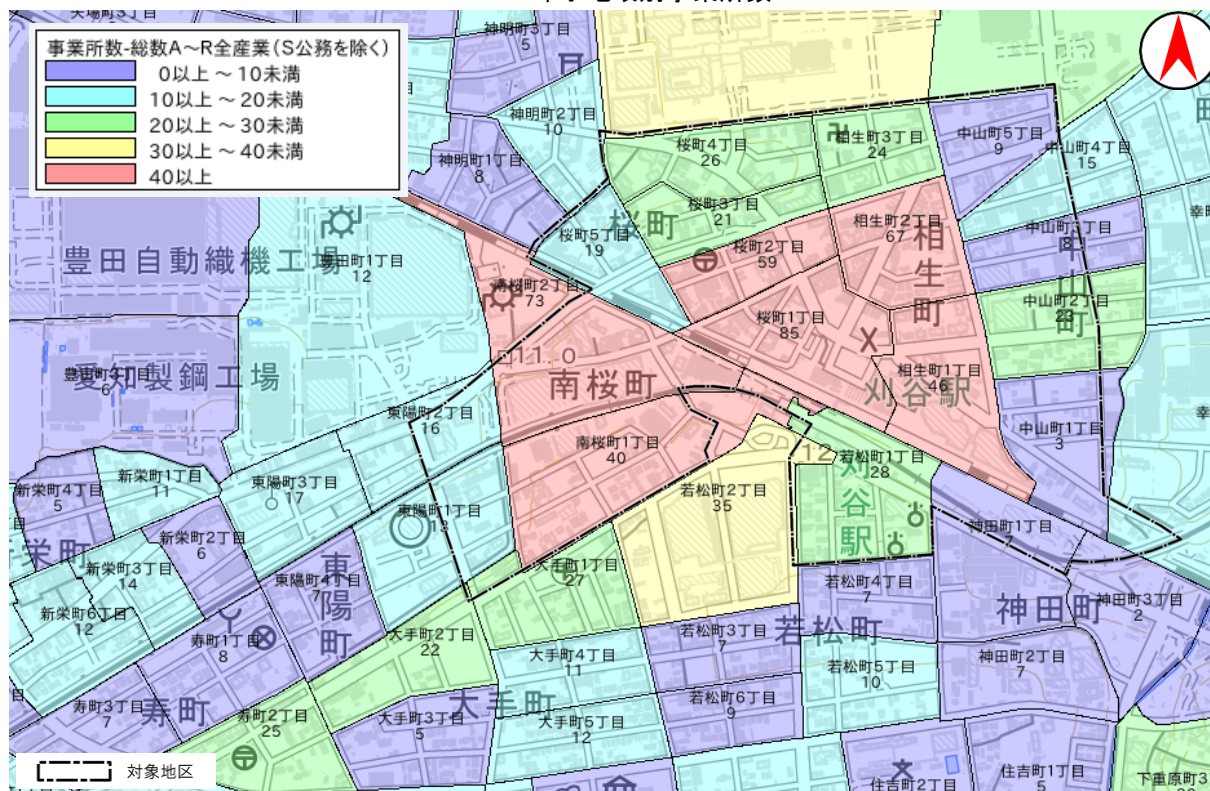 事業所数-総数A～R全産業(S公務を除く)
0以上 ～ 10未満
10以上 ～ 20未満
20以上 ～ 30未満
30以上 ～ 40未満
40以上
神明町3丁目
5
神明町2丁目
10
神明町1丁目
8
桜町4丁目
26
相生町3丁目
24
中山町5丁目
9
中山町4丁目
15
桜町3丁目
21
桜町
桜町5丁目
19
桜町2丁目
59
相生町2丁目
67
相生町
中山町3丁目
8
中山町
中山町2丁目
23
豊田自動織機工場
豊田町1丁目
12
南桜町2丁目
73
桜町1丁目
85
11.0
南桜町
相生町1丁目
46
刈谷駅
愛知製鋼工場
豊田町3丁目
6
東陽町2丁目
16
南桜町1丁目
40
12
若松町1丁目
28
刈谷駅
中山町1丁目
3
新栄町1丁目
11
新栄町4丁目
5
東陽町3丁目
17
東陽町1丁目
13
若松町2丁目
35
神田町1丁目
7
新栄町2丁目
6
栄町
新栄町3丁目
14
東陽町4丁目
7
東陽町
大手町1丁目
27
若松町4丁目
7
神田町
神田町3丁目
2
新栄町6丁目
12
寿町1丁目
8
大手町2丁目
22
若松町3丁目
7
若松町
大手町4丁目
11
若松町5丁目
10
神田町2丁目
7
寿町3丁目
7
寿町
寿町2丁目
25
大手町3丁目
5
大手町
大手町5丁目
12
若松町6丁目
9
対象地区
住吉町2丁目
住吉町1丁目
5
下重原町3